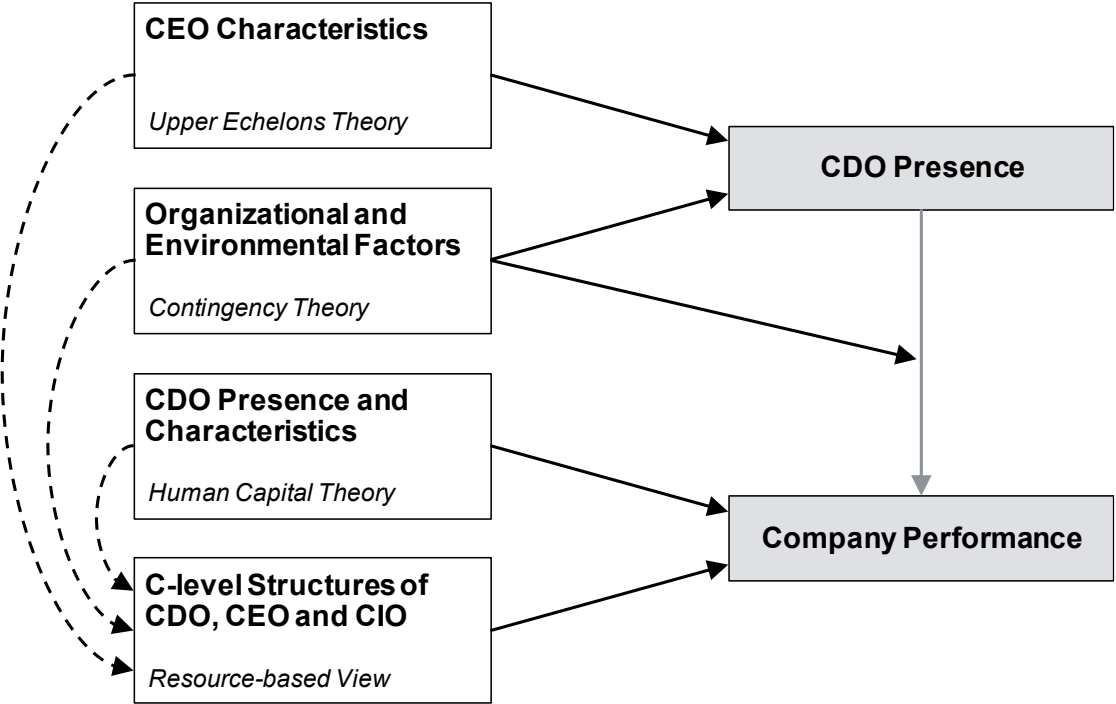 CEO Characteristics
Upper Echelons Theory
CDO Presence
Organizational and
Environmental Factors
Contingency Theory
CDO Presence and
Characteristics
Human Capital Theory
Company Performance
C-level Structures of
CDO, CEO and CIO
Resource-based View